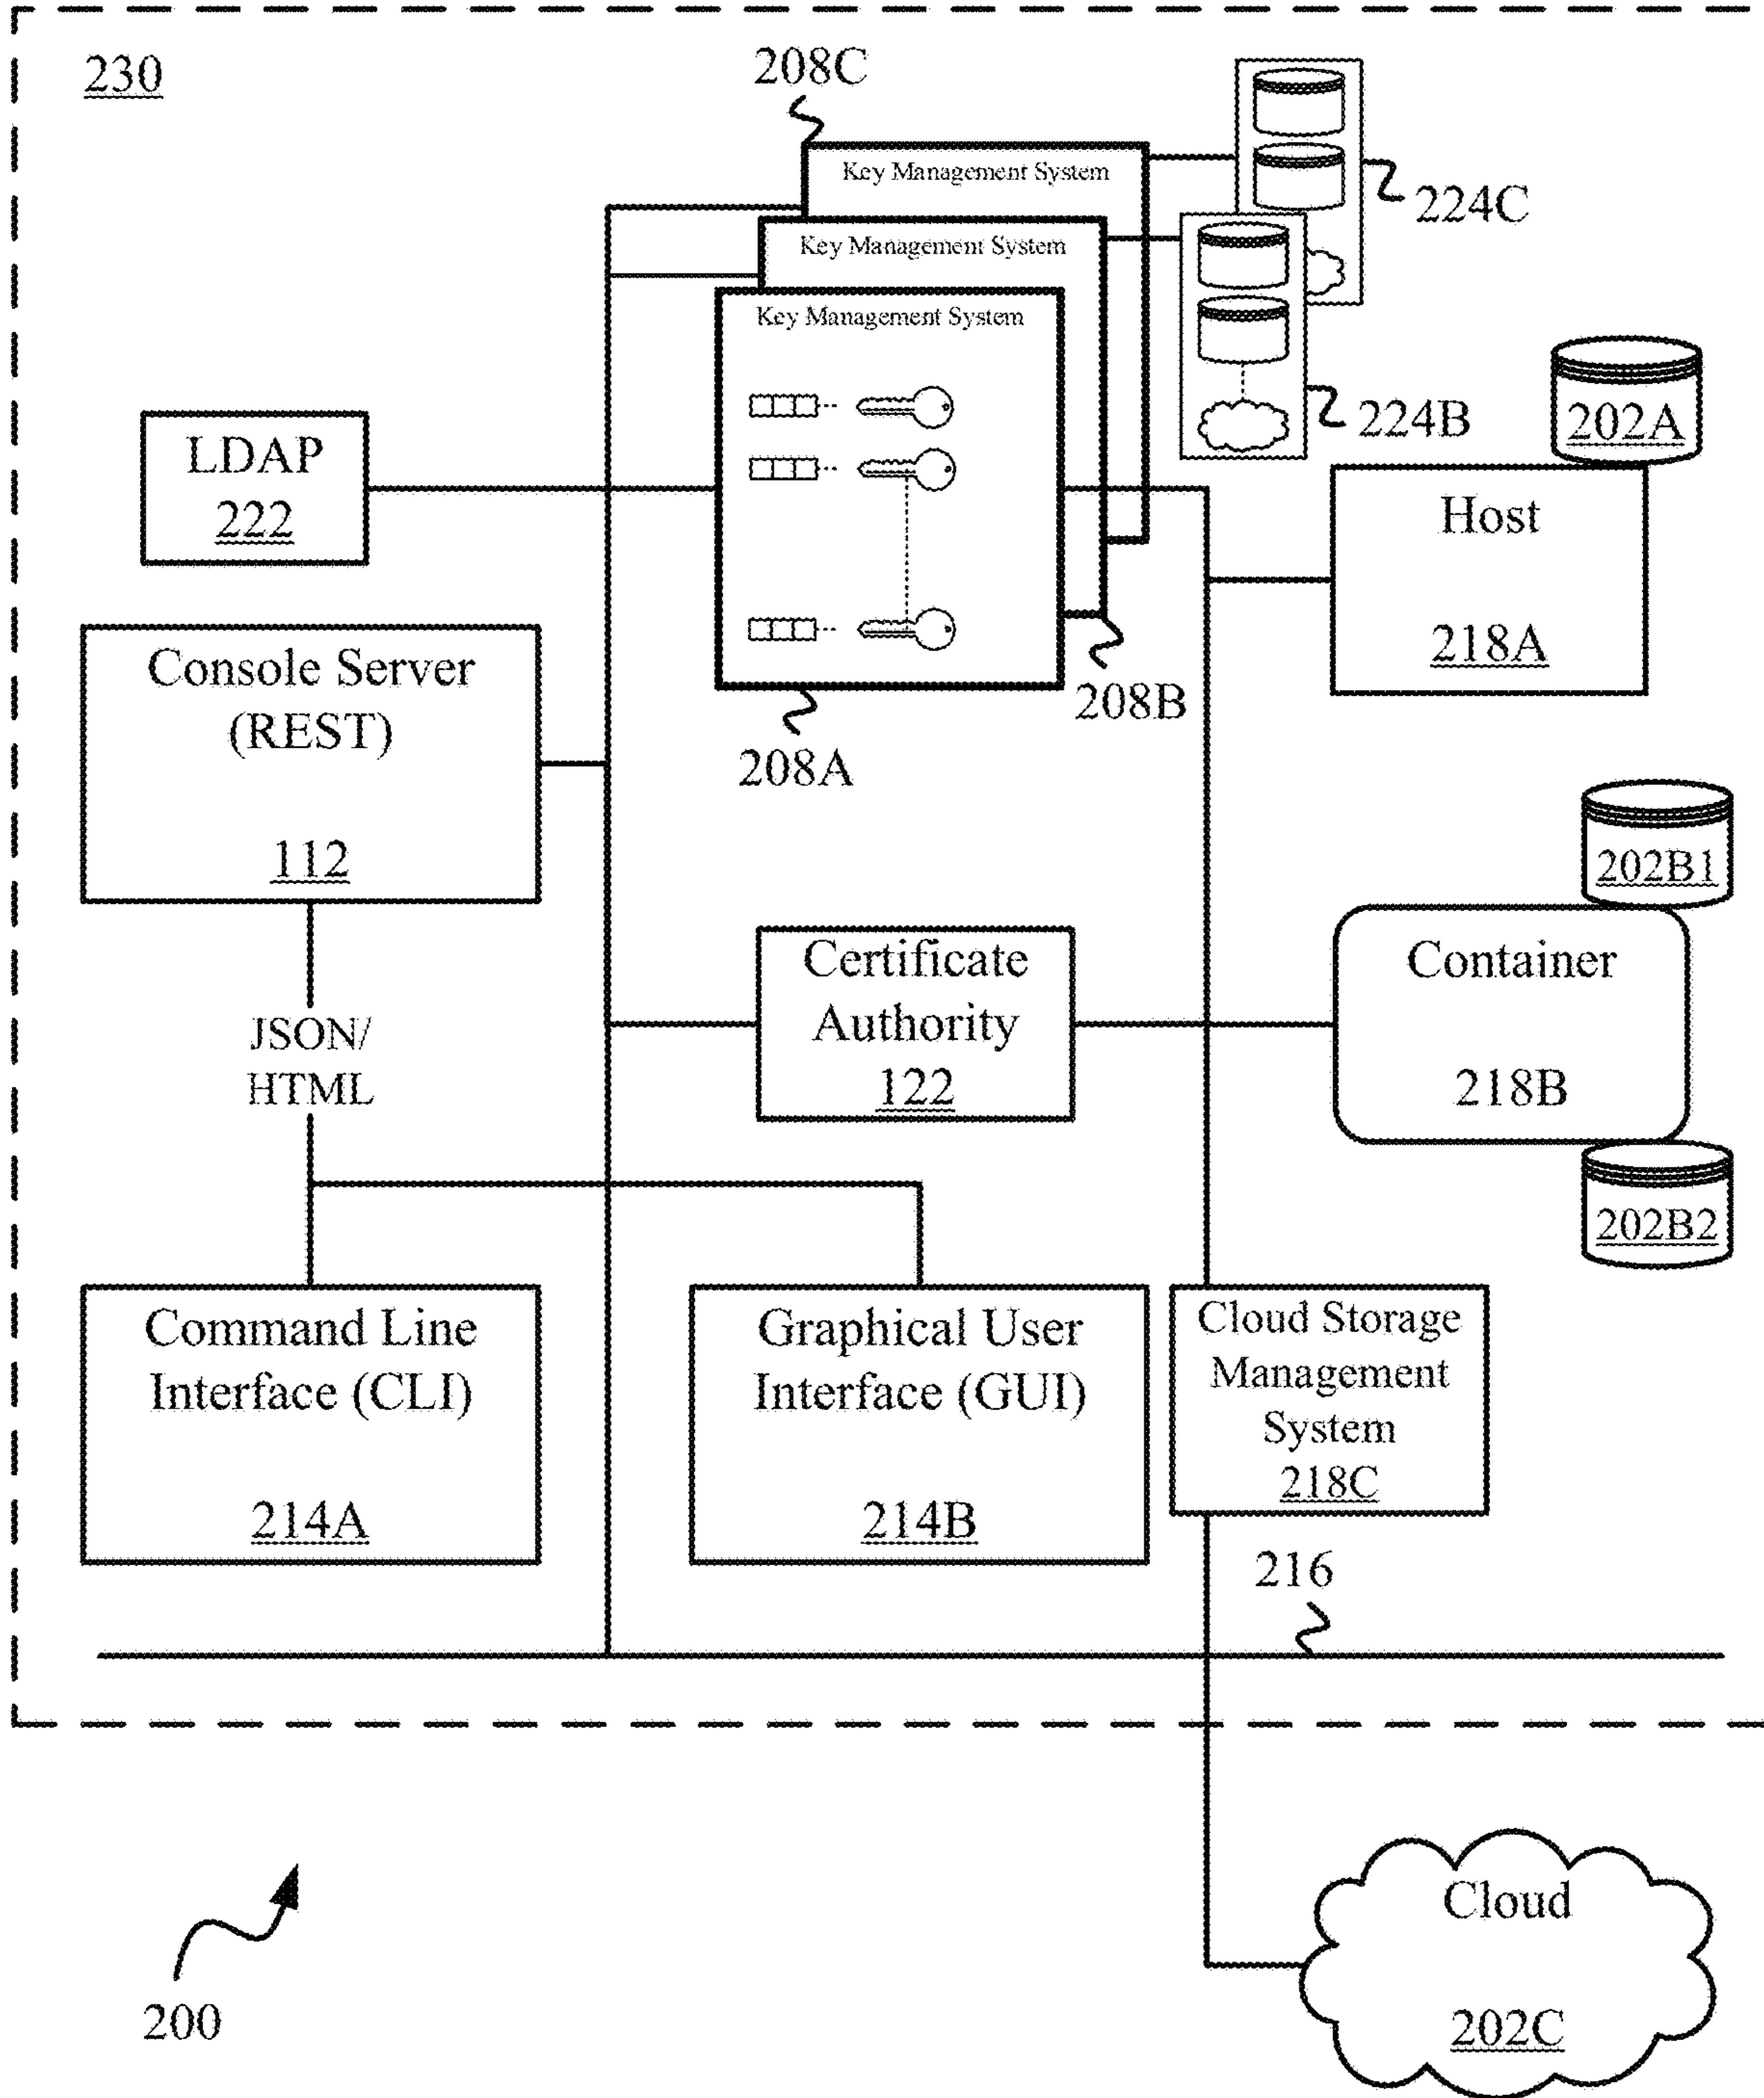 230
208C
Key Management System
224C
Key Management System
Key Management System
224B
202A
LDAP
222
Host
218A
Console Server
(REST)
112
208B
208A
202B1
Certificate
Authority
122
Container
218B
JSON/
HTML
202B2
Command Line
Interface (CLI)
214A
Graphical User
Interface (GUI)
214B
Cloud Storage
Management
System
218C
216
Cloud
202C
200